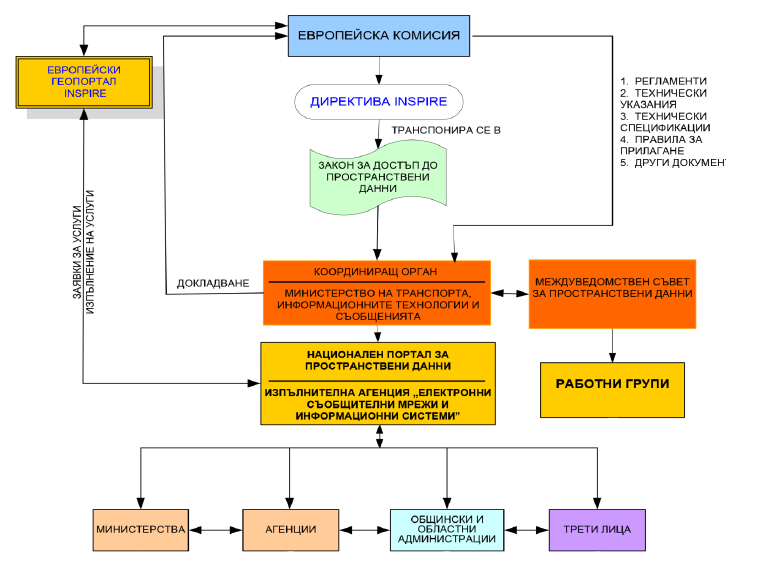 ЕВРОПЕЙСКА КОМИСИЯ
ЕВРОПЕЙСКИ
ГЕОПОРТАЛ
INSPIRE
ДИРЕКТИВА INSPIRE
ТРАНСПОНИРА СЕ В
1. РЕГЛАМЕНТИ
2. ТЕХНИЧЕСКИ
УКАЗАНИЯ
3. ТЕХНИЧЕСКИ
СПЕЦИФИКАЦИИ
4. ПРАВИЛА ЗА
ПРИЛАГАНЕ
5. ДРУГИ ДОКУМЕНТ
ЗАКОН ЗА ДОСТЪП ДО
ПРОСТРАНСТВЕНИ
ДАННИ
ЗАЯВКИ ЗА УСЛУГИ
ИЗПЪЛНЕНИЕ НА УСЛУГИ
ДОКЛАДВАНЕ
КООРДИНИРАЩ ОРГАН
МИНИСТЕРСТВО НА ТРАНСПОРТА,
ИНФОРМАЦИОННИТЕ ТЕХНОЛОГИИ И
СЪОБЩЕНИЯТА
МЕЖДУВЕДОМСТВЕН СЪВЕТ
ЗА ПРОСТРАНСТВЕНИ ДАННИ
НАЦИОНАЛЕН ПОРТАЛ ЗА
ПРОСТРАНСТВЕНИ ДАННИ
ИЗПЪЛНИТЕЛНА АГЕНЦИЯ „ЕЛЕКТРОННИ
СЪОБЩИТЕЛНИ МРЕЖИ И
ИНФОРМАЦИОННИ СИСТЕМИ”
РАБОТНИ ГРУПИ
МИНИСТЕРСТВА
АГЕНЦИИ
ОБЩИНСКИ И
ОБЛАСТНИ
АДМИНИСТРАЦИИ
ТРЕТИ ЛИЦА